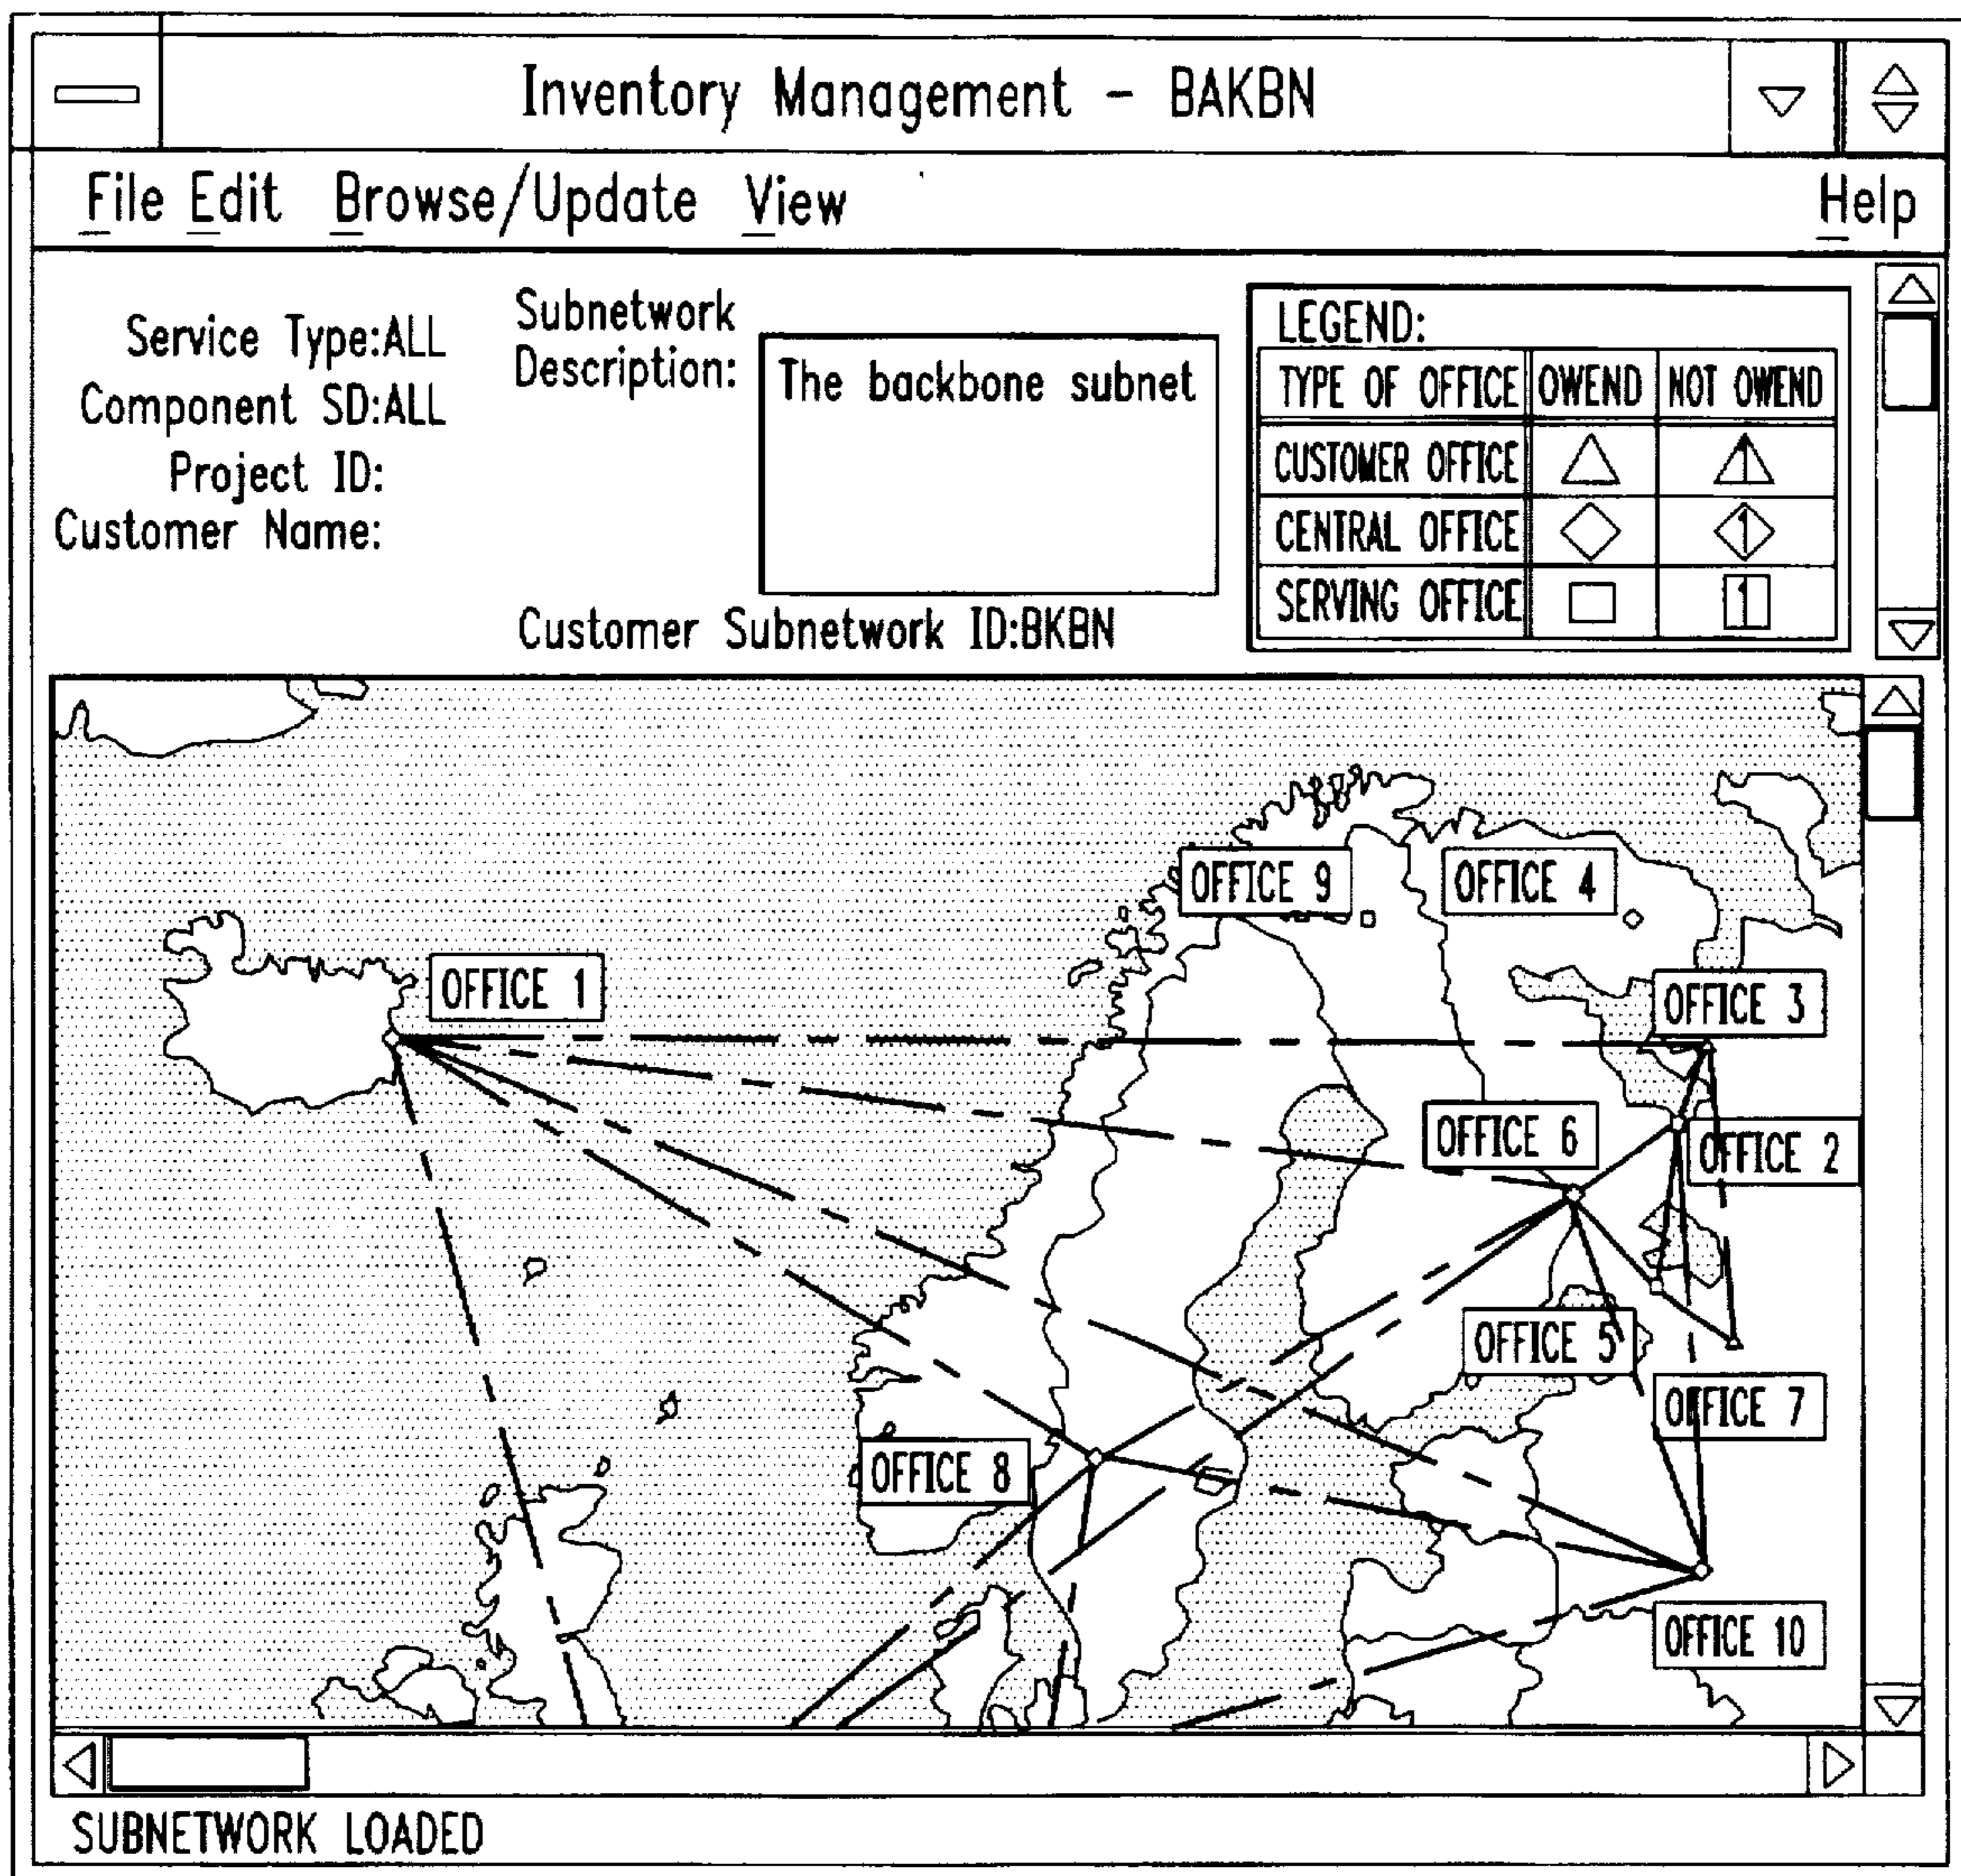 Inventory Management - BAKBN
File Edit Browse/Update View Help
Service Type:ALL
Component SD:ALL
Project ID:
Customer Name:
Subnetwork
Description:
The backbone subnet
Customer Subnetwork ID:BKBN
LEGEND:
TYPE OF OFFICE OWEND NOT OWEND
CUSTOMER OFFICE
CENTRAL OFFICE 1
SERVING OFFICE 1
OFFICE 9
OFFICE 4
OFFICE 1
OFFICE 3
OFFICE 6
OFFICE 2
OFFICE 5
OFFICE 7
OFFICE 8
OFFICE 10
SUBNETWORK LOADED